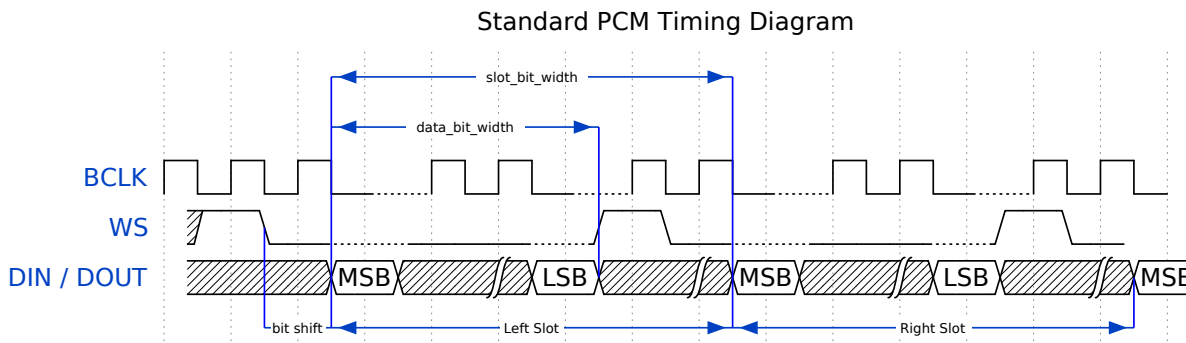 Standard PCM Timing Diagram
slot_bit_width
data_bit_width
BCLK
WS
DIN / DOUT
MSB
LSB
MSB
LSB
MSB
bit shift
Left Slot
Right Slot